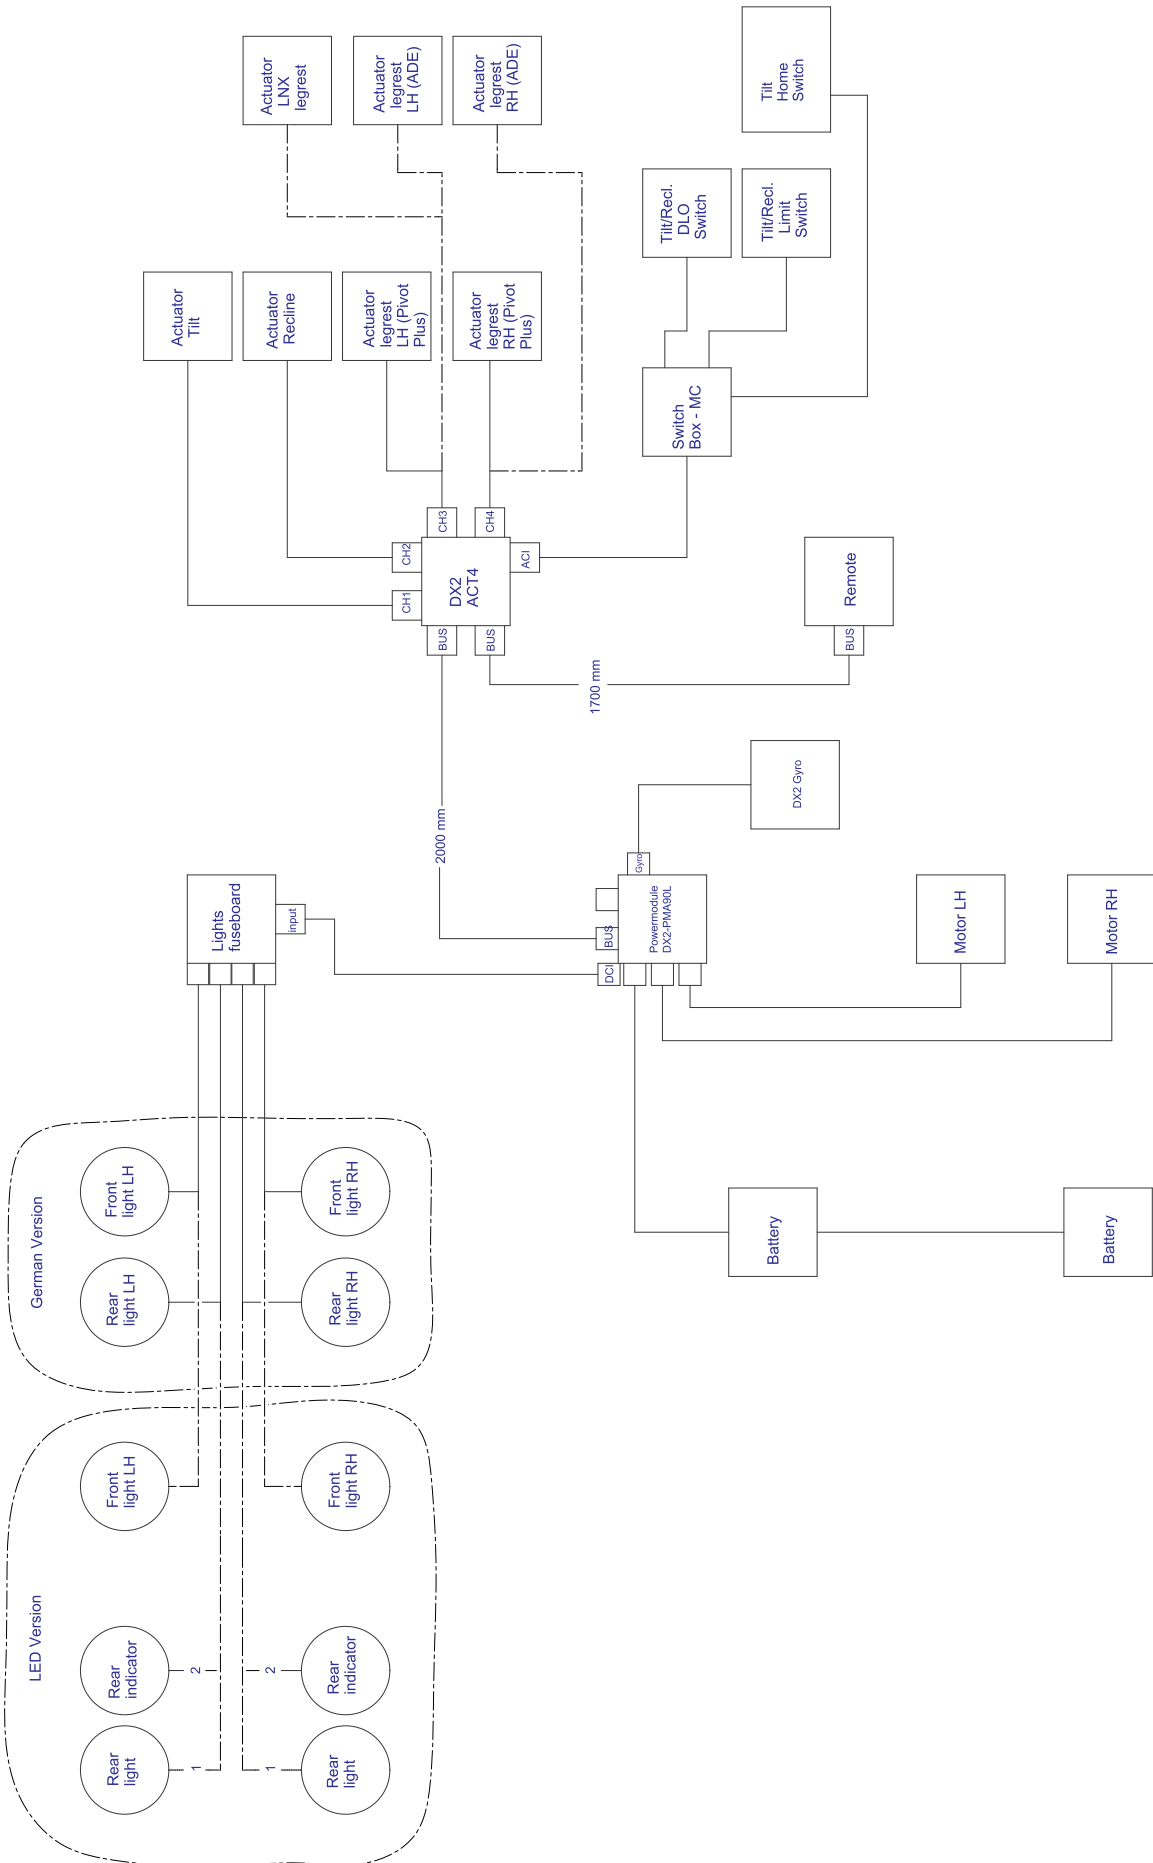 Actuator
LNX
legrest
Actuator
legrest
LH (ADE)
Actuator
legrest
RH (ADE)
Tilt
Home
Switch
Tilt/Recl.
DLO
Switch
Tilt/Recl.
Limit
Switch
Actuator
Tilt
Actuator
Recline
Actuator
legrest
LH (Pivot
Plus)
Actuator
legrest
RH (Pivot
Plus)
Switch
Box - MC
CH3
CH4
CH2
CH1
DX2
ACT4
ACI
BUS
BUS
Remote
BUS
1700 mm
2000 mm
DX2 Gyro
Gyro
Lights
fuseboard
input
Powermodule
DX2-PMA90L
BUS
DCI
Motor LH
Motor RH
German Version
Front
light LH
Front
light RH
Rear
light LH
Rear
light RH
Battery
Battery
LED Version
Front
light LH
Front
light RH
Rear
indicator
2
2
Rear
indicator
Rear
light
1
1
Rear
light